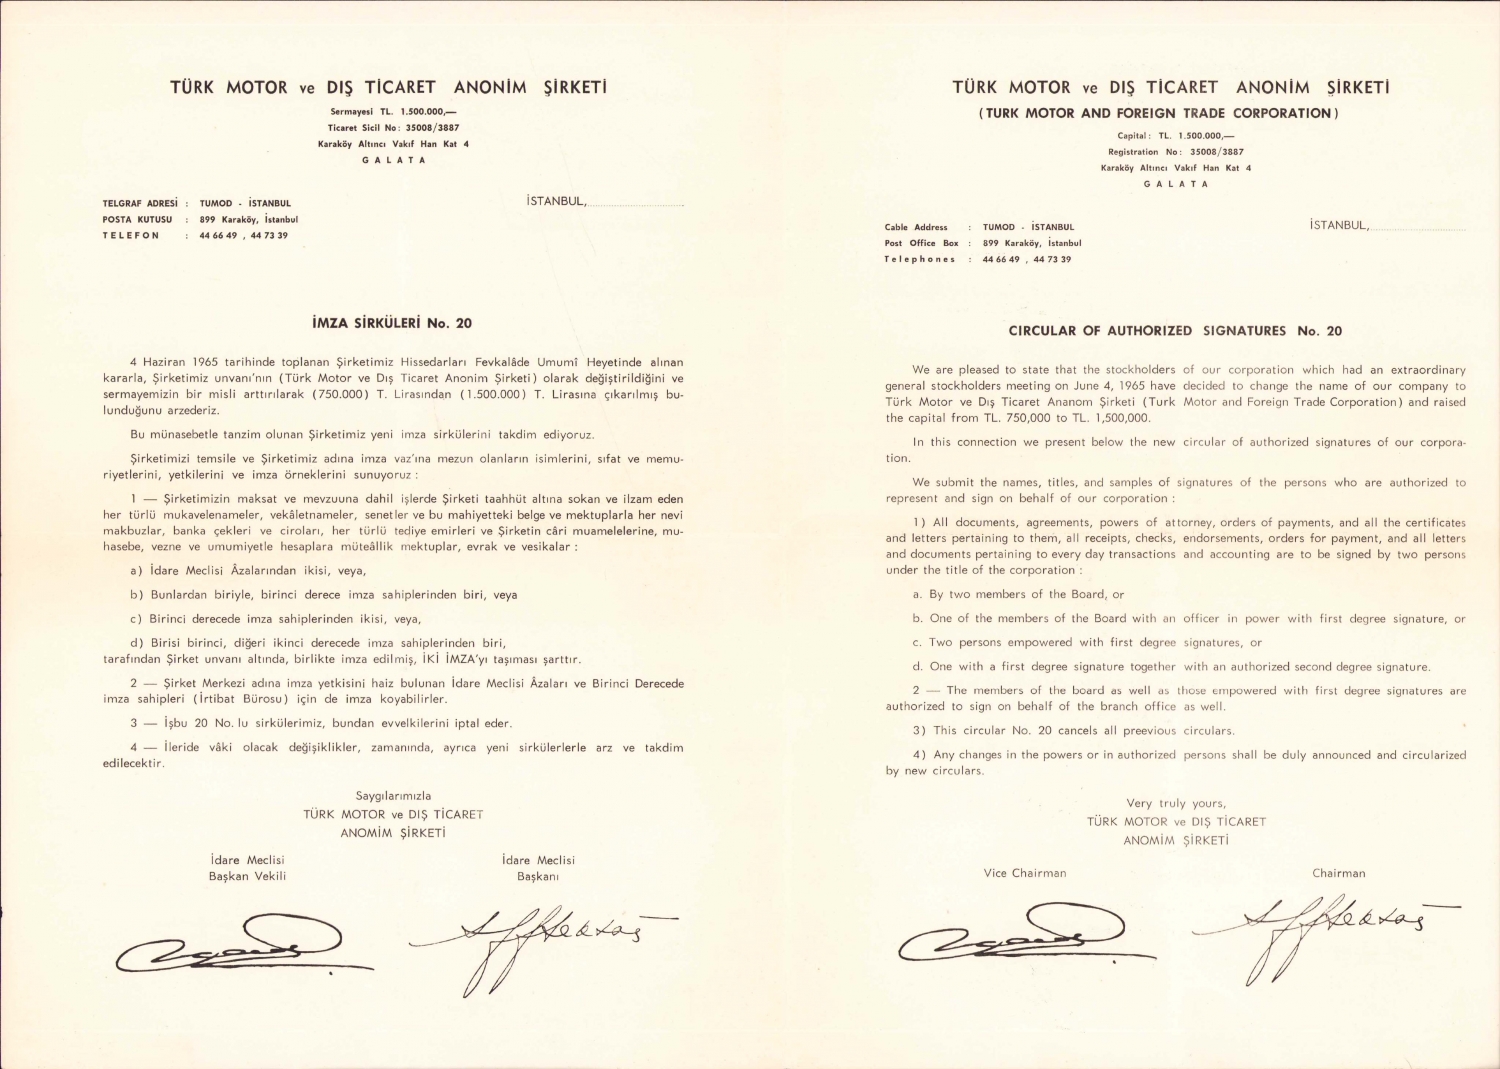 TÜRK MOTOR ve DIŞ TİCARET ANONİM ŞİRKETİ
Sermayesi TL. 1.500.000,—
Ticaret Sicil No: 35008/3887
Karaköy Altıncı Vakıf Han Kat 4
GALATA
TELGRAF ADRESİ : TUMOD - İSTANBUL
POSTA KUTUSU : 899 Karaköy, İstanbul
TELEFON : 44 66 49 , 44 73 39
İSTANBUL,
İMZA SİRKÜLERİ No. 20
4 Haziran 1965 tarihinde toplanan Şirketimiz Hissedarları Fevkalâde Umumî Heyetinde alınan
kararla, Şirketimiz unvanı'nın (Türk Motor ve Dış Ticaret Anonim Şirketi) olarak değiştirildiğini ve
sermayemizin bir misli arttırılarak (750.000) T. Lirasından (1.500.000) T. Lirasına çıkarılmış bu-
lunduğunu arzederiz.
Bu münasebetle tanzim olunan Şirketimiz yeni imza sirkülerini takdim ediyoruz.
Şirketimizi temsile ve Şirketimiz adına imza vaz'ına mezun olanların isimlerini, sıfat ve memu-
riyetlerini, yetkilerini ve imza örneklerini sunuyoruz :
1 — Şirketimizin maksat ve mevzuuna dahil işlerde Şirketi taahhüt altına sokan ve ilzam eden
her türlü mukavelenameler, vekâletnameler, senetler ve bu mahiyetteki belge ve mektuplarla her nevi
makbuzlar, banka çekleri ve ciroları, her türlü tediye emirleri ve Şirketin câri muamelelerine, mu-
hasebe, vezne ve umumiyetle hesaplara müteâllik mektuplar, evrak ve vesikalar :
a) İdare Meclisi Âzalarından ikisi, veya,
b) Bunlardan biriyle, birinci derece imza sahiplerinden biri, veya
c) Birinci derecede imza sahiplerinden ikisi, veya,
d) Birisi birinci, diğeri ikinci derecede imza sahiplerinden biri,
tarafından Şirket unvanı altında, birlikte imza edilmiş, İKİ İMZA'yı taşıması şarttır.
2 — Şirket Merkezi adına imza yetkisini haiz bulunan İdare Meclisi Âzaları ve Birinci Derecede
imza sahipleri (İrtibat Bürosu) için de imza koyabilirler.
3 — İşbu 20 No. lu sirkülerimiz, bundan evvelkilerini iptal eder.
4 — İleride vâki olacak değişiklikler, zamanında, ayrıca yeni sirkülerlerle arz ve takdim
edilecektir.
Saygılarımızla
TÜRK MOTOR ve DIŞ TİCARET
ANOMİM ŞİRKETİ
İdare Meclisi
Başkan Vekili
İdare Meclisi
Başkanı
TÜRK MOTOR ve DIŞ TİCARET ANONİM ŞİRKETİ
(TURK MOTOR AND FOREIGN TRADE CORPORATION)
Capital: TL. 1.500.000,—
Registration No: 35008/3887
Karaköy Altıncı Vakıf Han Kat 4
GALATA
İSTANBUL,
Cable Address : TUMOD - İSTANBUL
Post Office Box : 899 Karaköy, İstanbul
Telephones : 44 66 49 , 44 73 39
CIRCULAR OF AUTHORIZED SIGNATURES No. 20
We are pleased to state that the stockholders of our corporation which had an extraordinary
general stockholders meeting on June 4, 1965 have decided to change the name of our company to
Türk Motor ve Dış Ticaret Ananom Şirketi (Turk Motor and Foreign Trade Corporation) and raised
the capital from TL. 750,000 to TL. 1,500,000.
In this connection we present below the new circular of authorized signatures of our corpora-
tion.
We submit the names, titles, and samples of signatures of the persons who are authorized to
represent and sign on behalf of our corporation :
1) All documents, agreements, powers of attorney, orders of payments, and all the certificates
and letters pertaining to them, all receipts, checks, endorsements, orders for payment, and all letters
and documents pertaining to every day transactions and accounting are to be signed by two persons
under the title of the corporation :
a. By two members of the Board, or
b. One of the members of the Board with an officer in power with first degree signature, or
c. Two persons empowered with first degree signatures, or
d. One with a first degree signature together with an authorized second degree signature.
2 — The members of the board as well as those empowered with first degree signatures are
authorized to sign on behalf of the branch office as well.
3) This circular No. 20 cancels all preevious circulars.
4) Any changes in the powers or in authorized persons shall be duly announced and circularized
by new circulars.
Very truly yours,
TÜRK MOTOR ve DIŞ TİCARET
ANOMİM ŞİRKETİ
Vice Chairman
Chairman